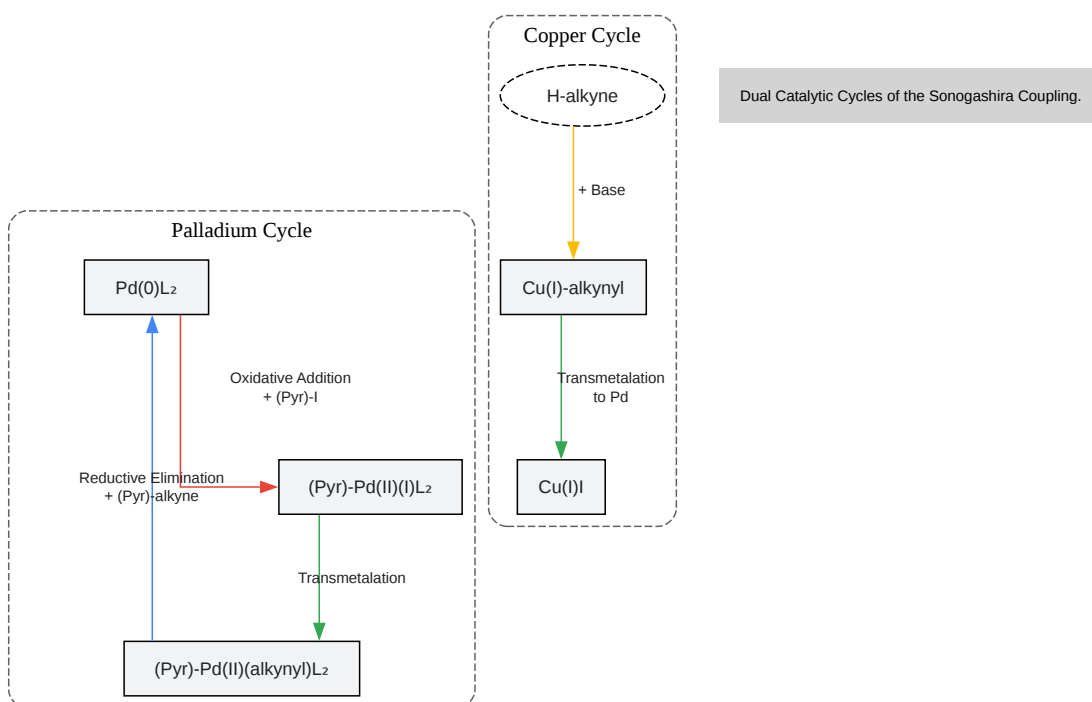 Copper Cycle
H-alkyne
Dual Catalytic Cycles of the Sonogashira Coupling.
+ Base
Palladium Cycle
Pd(0)L₂
Cu(I)-alkynyl
Oxidative Addition
+ (Pyr)-I
Transmetalation
to Pd
Reductive Elimination
+ (Pyr)-alkyne
(Pyr)-Pd(II)(I)L₂
Cu(I)I
Transmetalation
(Pyr)-Pd(II)(alkynyl)L₂